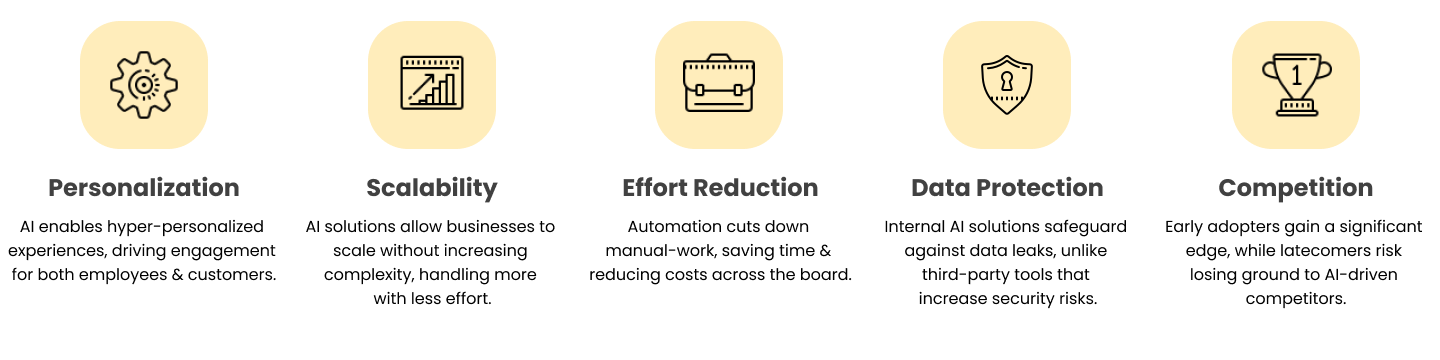 1
Personalization
AI enables hyper-personalized
experiences, driving engagement
for both employees & customers.
Scalability
AI solutions allow businesses to
scale without increasing
complexity, handling more
with less effort.
Effort Reduction
Automation cuts down
manual-work, saving time &
reducing costs across the board.
Data Protection
Internal AI solutions safeguard
against data leaks, unlike
third-party tools that
increase security risks.
Competition
Early adopters gain a significant
edge, while latecomers risk
losing ground to AI-driven
competitors.